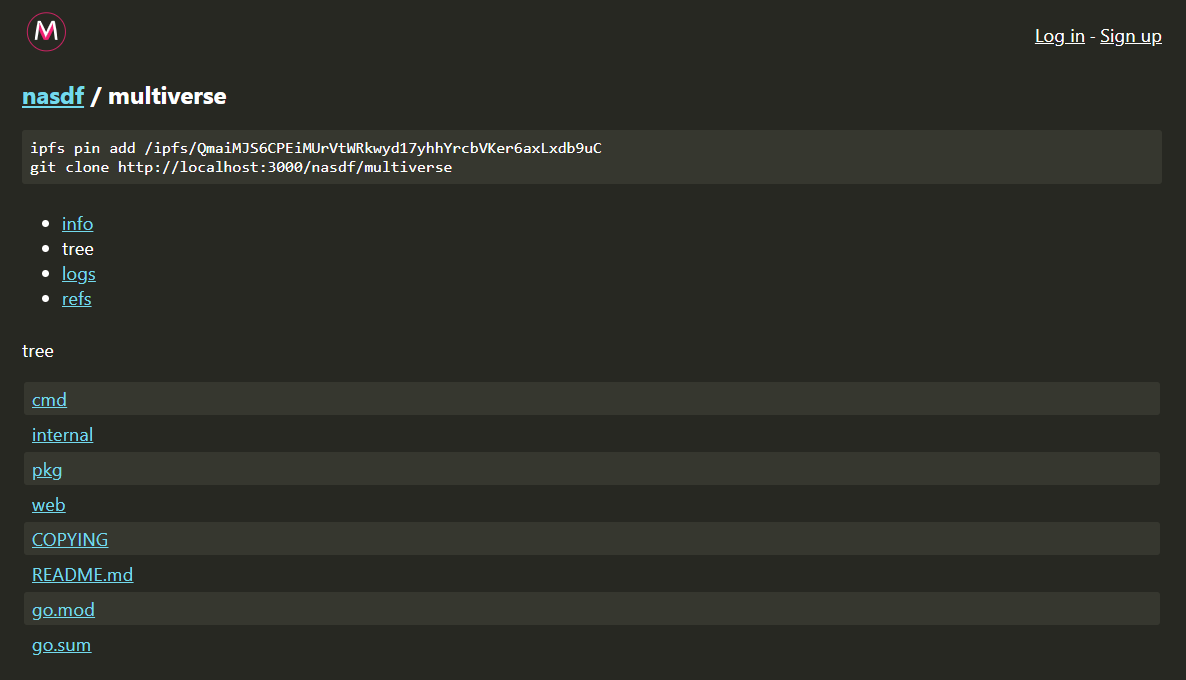 M
Log in - Sign up
nasdf / multiverse
ipfs pin add /ipfs/QmaiMJS6CPEiMUrVtWRkwyd17yhhYrcbVKer6axLxdb9uC
git clone http://localhost:3000/nasdf/multiverse
info
tree
logs
refs
tree
cmd
internal
pkg
web
COPYING
README.md
go.mod
go.sum